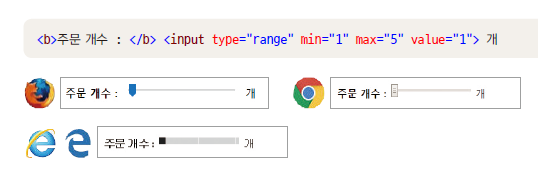 <b>주문 개수 : </b> <input type="range" min="1" max="5" value="1"> 개
주문 개수 : 개
주문 개수 : 개
주문 개수 : 개